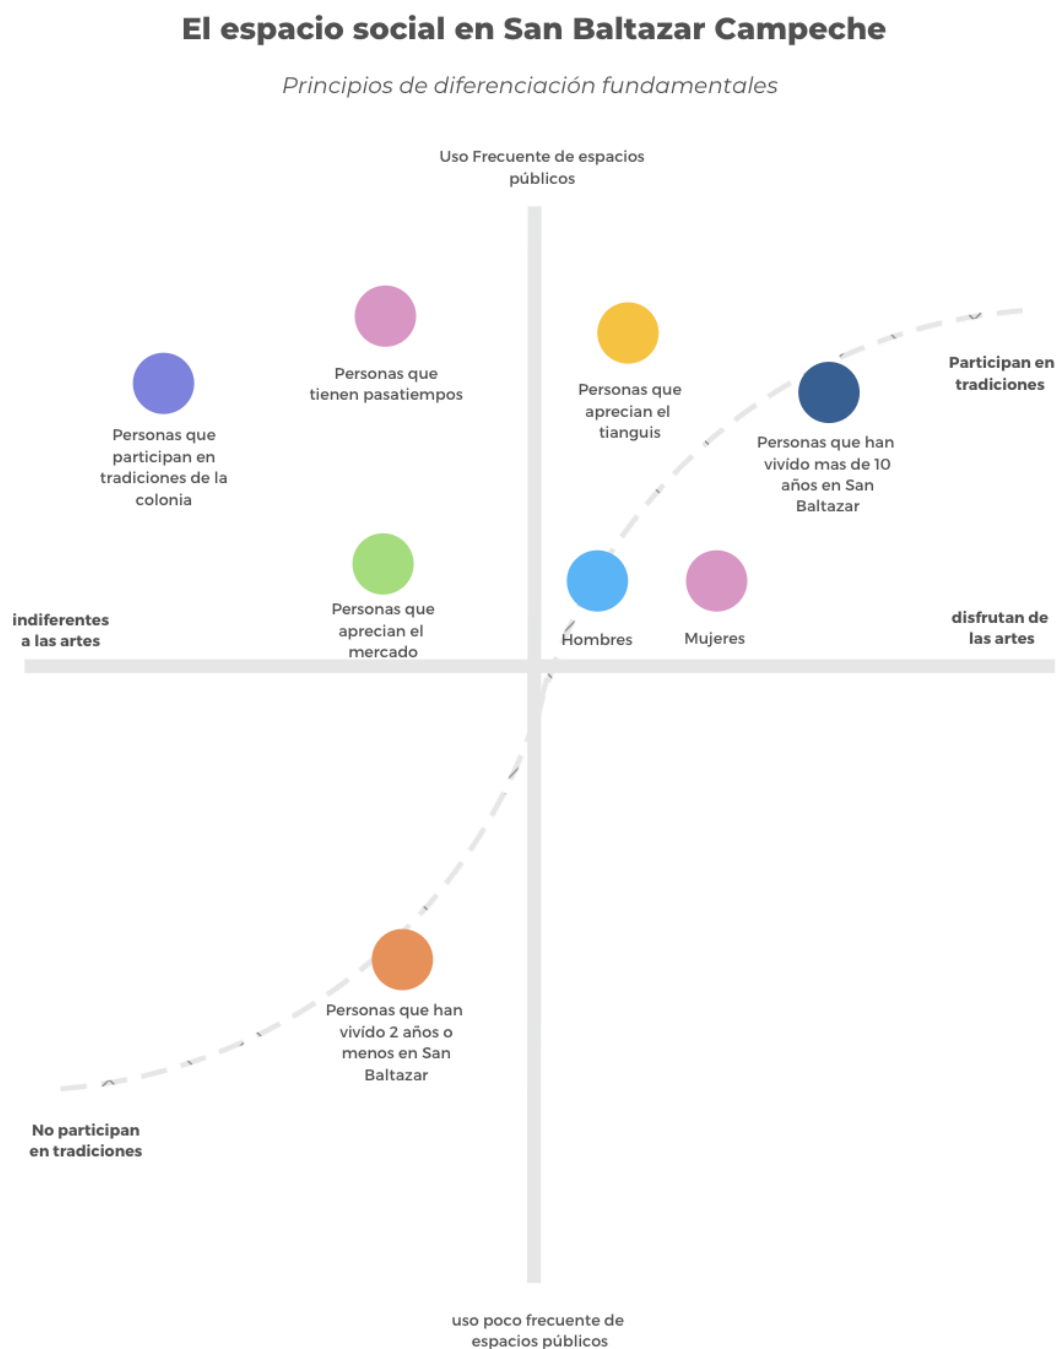 El espacio social en San Baltazar Campeche
Principios de diferenciación fundamentales
Uso Frecuente de espacios
públicos
Personas que
tienen pasatiempos
Personas que
aprecian el
tianguis
Participan en
tradiciones
Personas que
participan en
tradiciones de la
colonia
Personas que han
vivído mas de 10
años en San
Baltazar
Personas que
aprecian el
mercado
indiferentes
a las artes
Hombres
Mujeres
disfrutan de
las artes
Personas que han
vivído 2 años o
menos en San
Baltazar
No participan
en tradiciones
uso poco frecuente de
espacios públicos